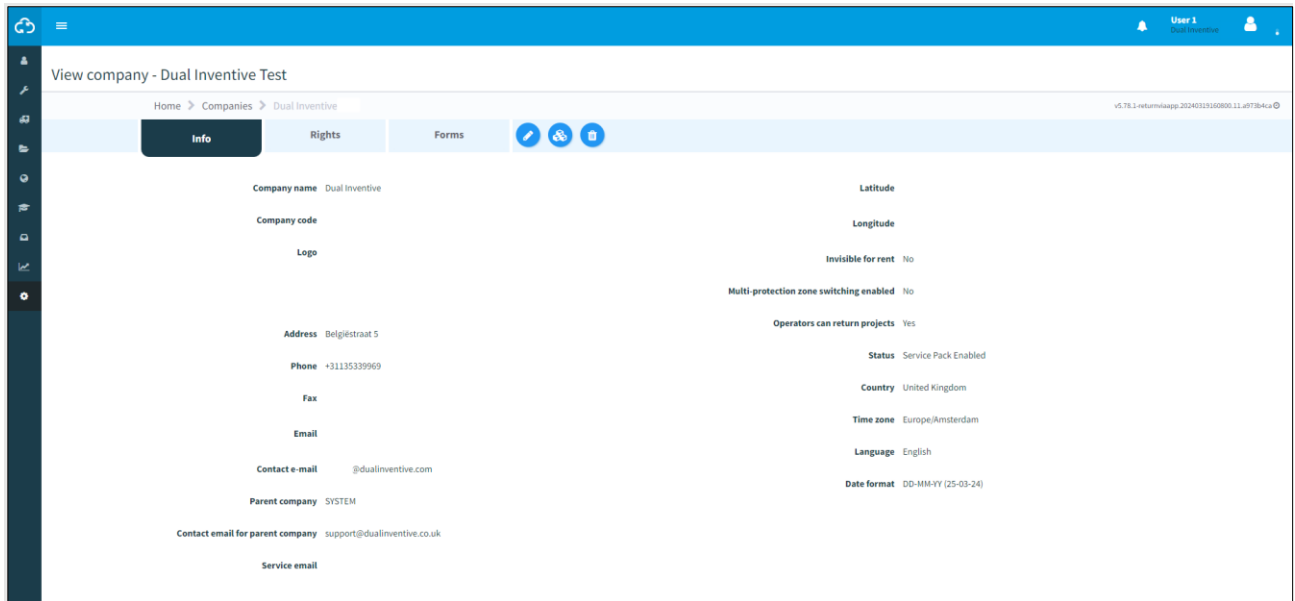 User 1
Dual Inventive
View company - Dual Inventive Test
Home > Companies > Dual Inventive
v5.78.1-returnviaapp.20240319160800.11.a973b4ca
Info Rights Forms
Company name Dual Inventive
Company code
Logo
Address Belgiëstraat 5
Phone +31135339969
Fax
Email
Contact e-mail @dualinventive.com
Parent company SYSTEM
Contact email for parent company support@dualinventive.co.uk
Service email
Latitude
Longitude
Invisible for rent No
Multi-protection zone switching enabled No
Operators can return projects Yes
Status Service Pack Enabled
Country United Kingdom
Time zone Europe/Amsterdam
Language English
Date format DD-MM-YY (25-03-24)